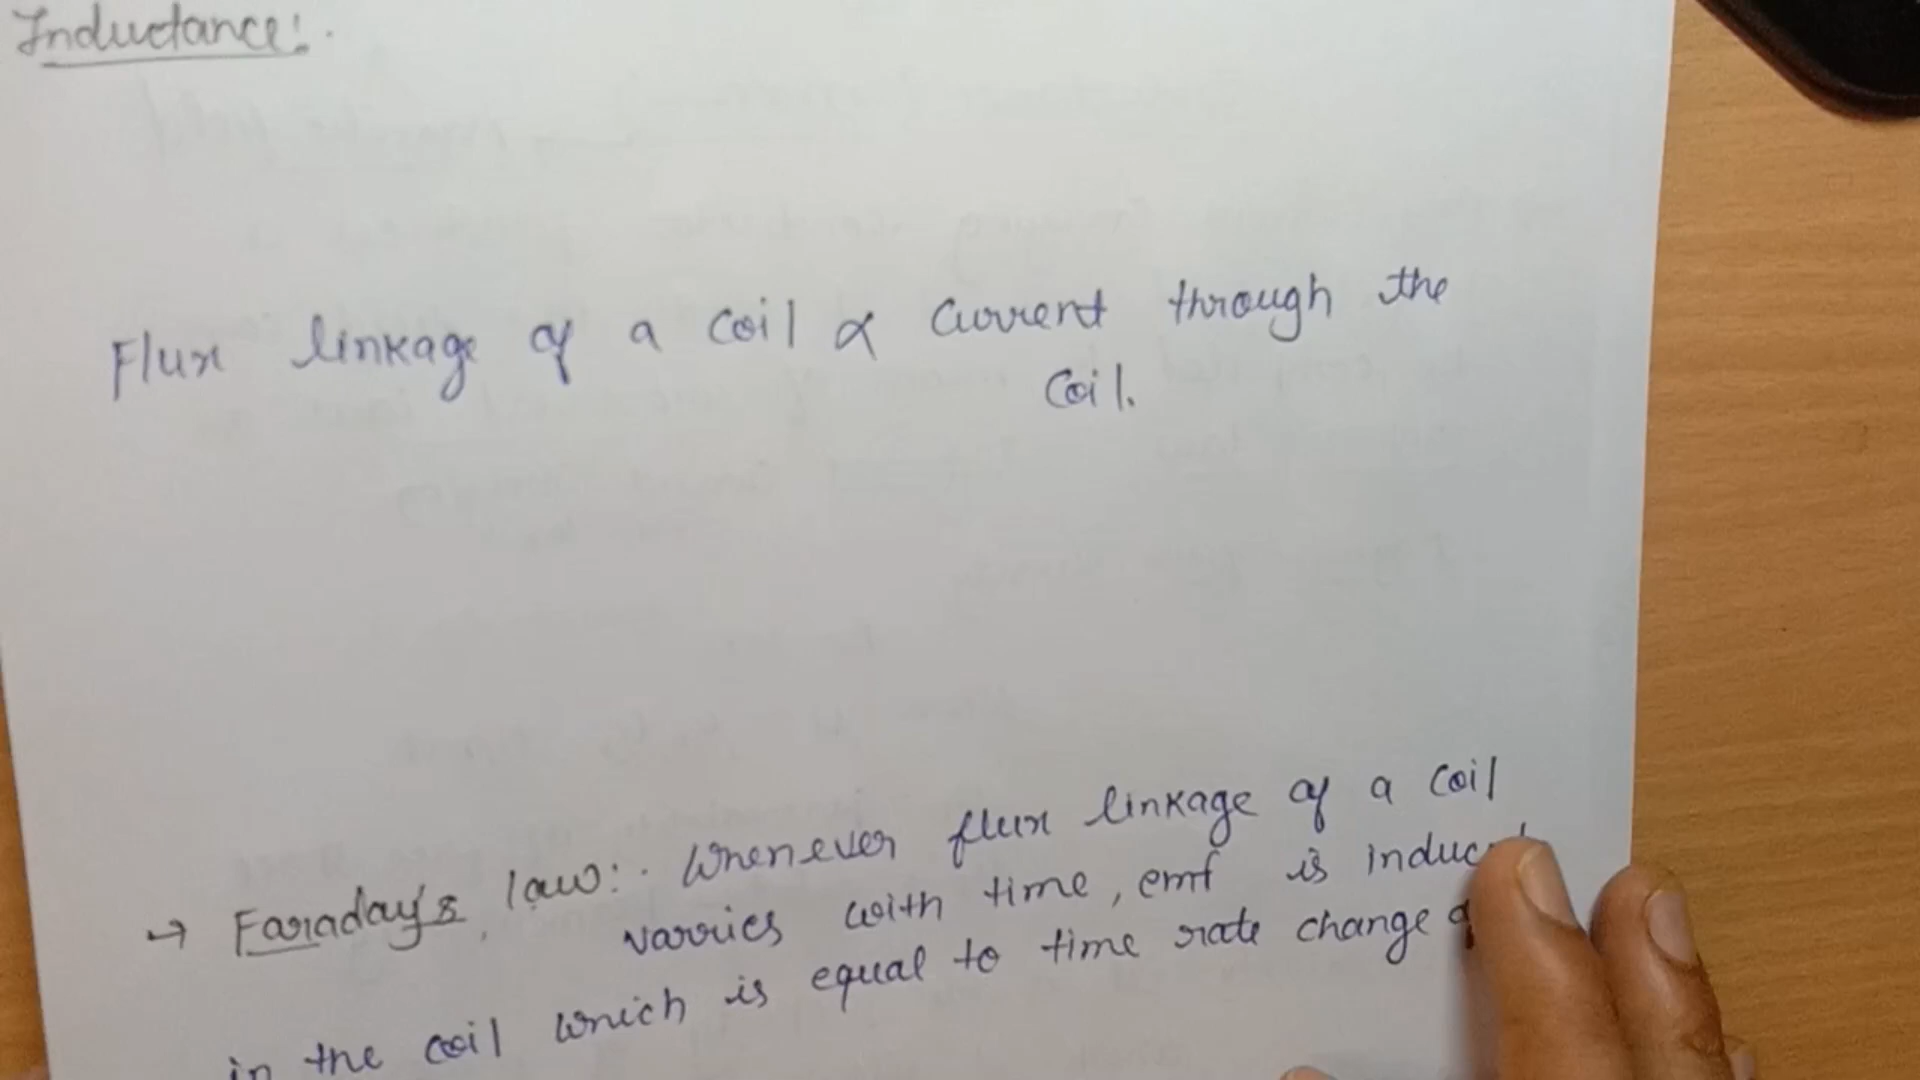 Inductance:.
Flux linkage of a coil ∝ current through the
coil.
→ Faraday's law:. Whenever flux linkage of a coil
varries with time, emf is
in the coil which is equal to time rate change